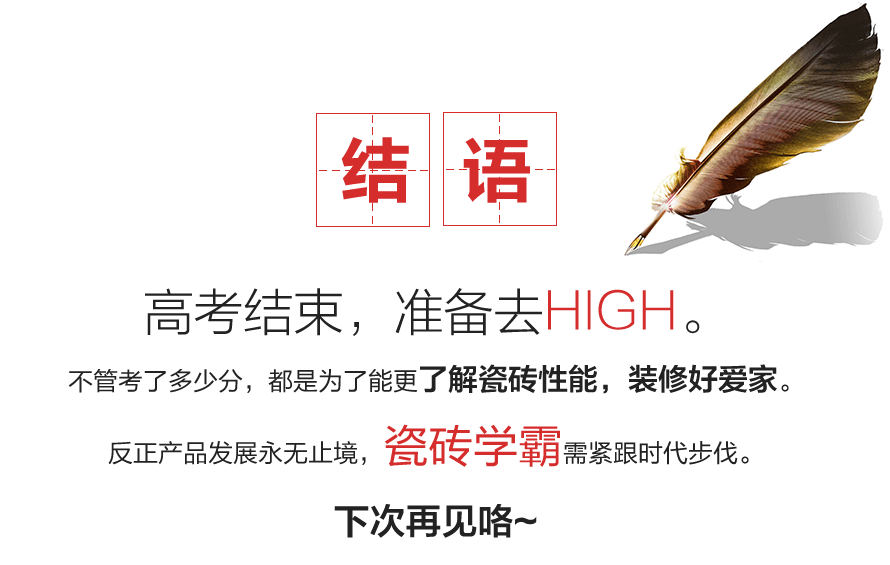 结语
高考结束，准备去HIGH。
不管考了多少分，都是为了能更了解瓷砖性能，装修好爱家。
反正产品发展永无止境，瓷砖学霸需紧跟时代步伐。
下次再见咯~